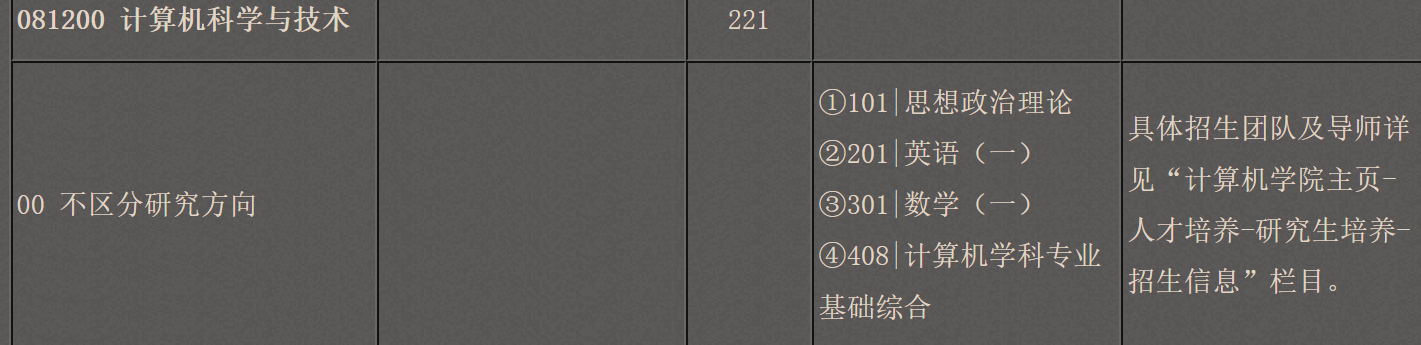 081200 计算机科学与技术
221
00 不区分研究方向
①101|思想政治理论
②201|英语（一）
③301|数学（一）
④408|计算机学科专业
基础综合
具体招生团队及导师详
见“计算机学院主页-
人才培养-研究生培养-
招生信息”栏目。